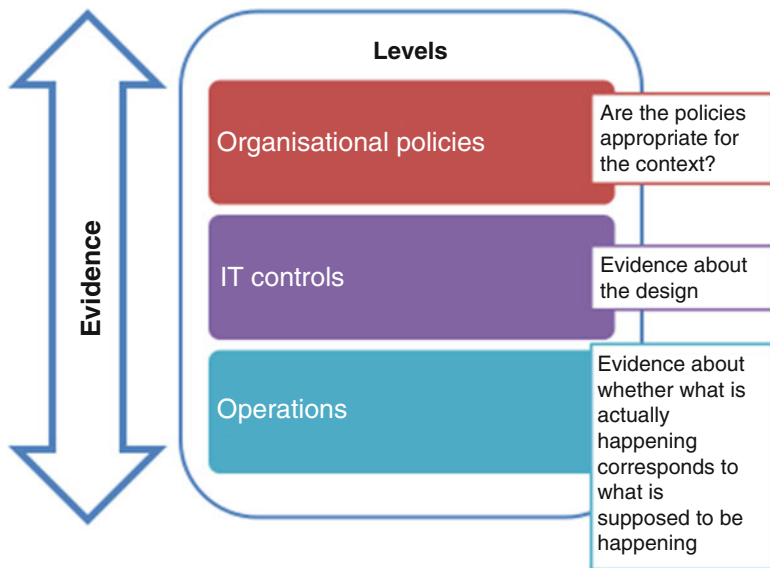 Levels
Organisational policies
Are the policies
appropriate for
the context?
IT controls
Evidence about
the design
Operations
Evidence about
whether what is
actually
happening
corresponds to
what is
supposed to be
happening
Evidence